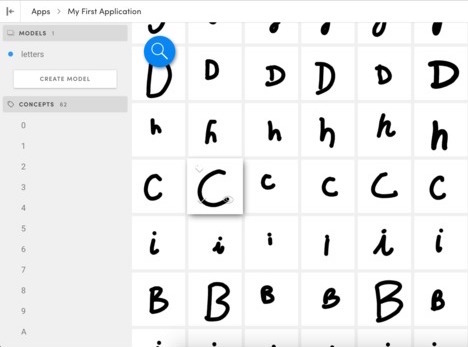 Apps > My First Application
MODELS 1
letters
CREATE MODEL
CONCEPTS 62
0
1
2
3
4
5
6
7
8
9
A
D D D D D D
h h h h h h
C C C C C C
i i i i i i
B B B B B B